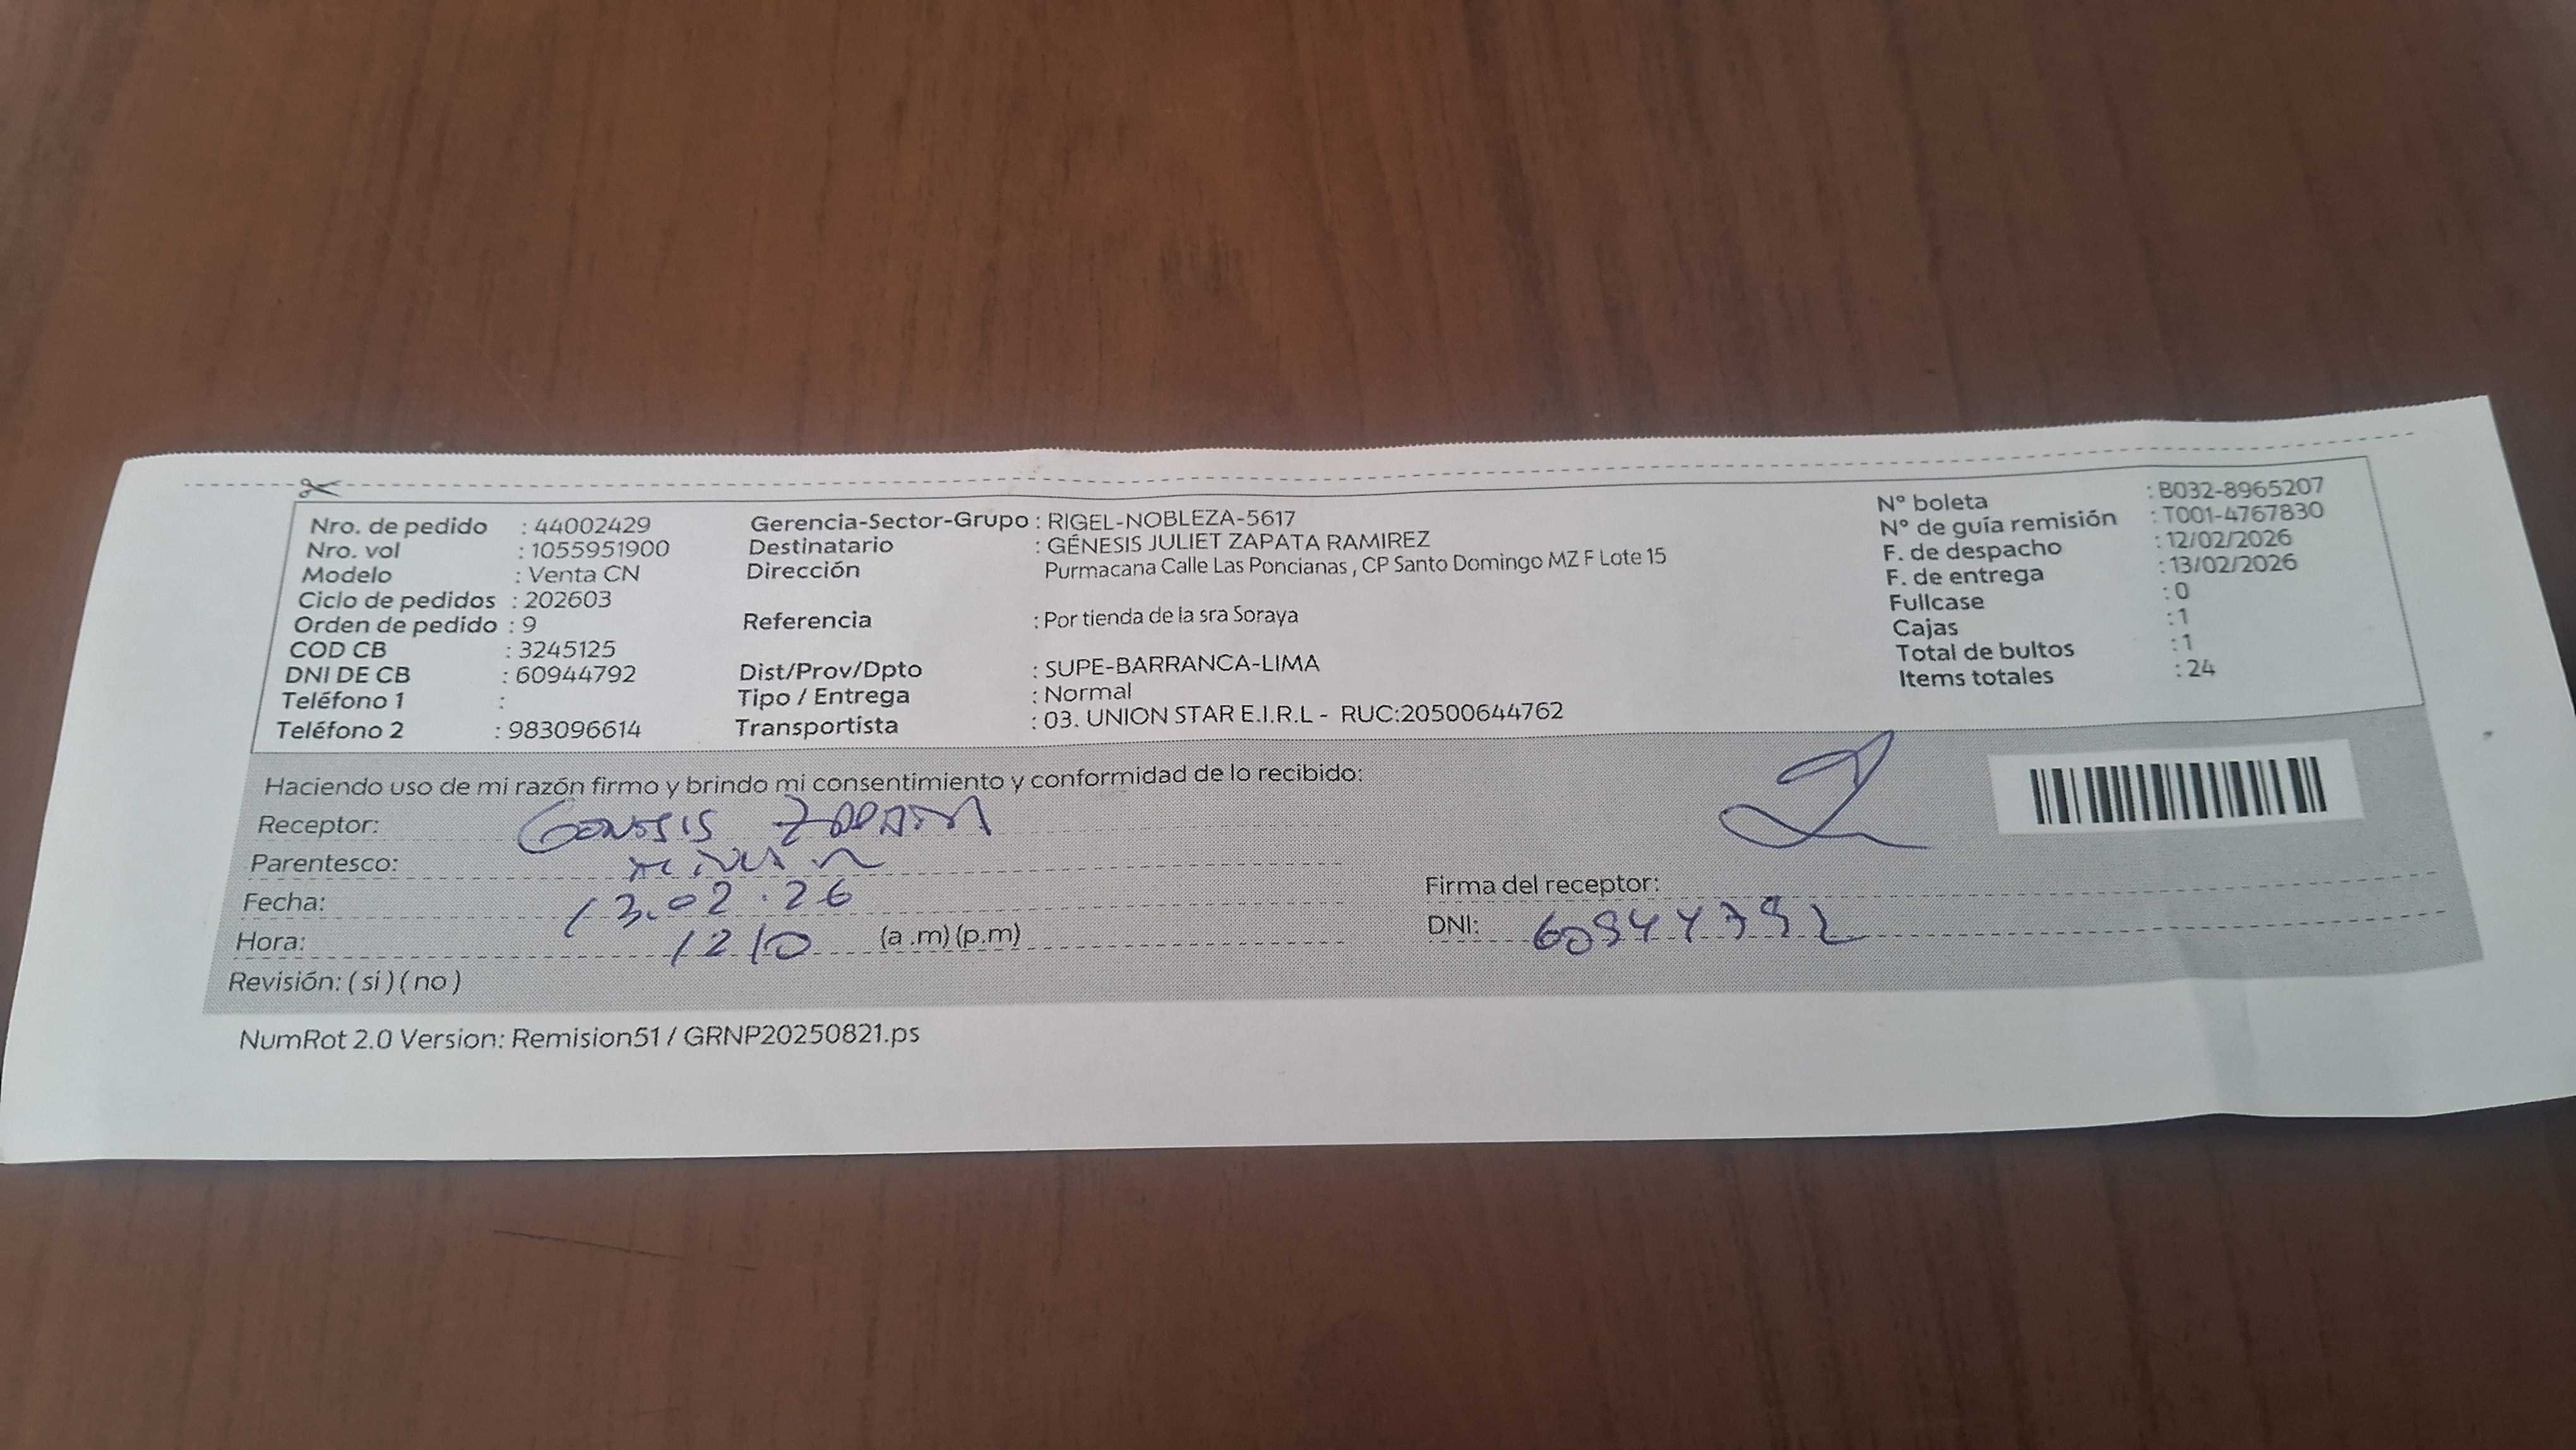 Nro. de pedido : 44002429
Nro. vol : 1055951900
Modelo : Venta CN
Ciclo de pedidos : 202603
Orden de pedido : 9
COD CB : 3245125
DNI DE CB : 60944792
Teléfono 1 :
Teléfono 2 : 983096614
Gerencia-Sector-Grupo : RIGEL-NOBLEZA-5617
Destinatario : GÉNESIS JULIET ZAPATA RAMIREZ
Dirección Purmacana Calle Las Poncianas , CP Santo Domingo MZ F Lote 15
Referencia : Por tienda de la sra Soraya
Dist/Prov/Dpto : SUPE-BARRANCA-LIMA
Tipo / Entrega : Normal
Transportista : 03. UNION STAR E.I.R.L - RUC:20500644762
N° boleta : B032-8965207
N° de guía remisión : T001-4767830
F. de despacho : 12/02/2026
F. de entrega : 13/02/2026
Fullcase : 0
Cajas : 1
Total de bultos : 1
Items totales : 24
Haciendo uso de mi razón firmo y brindo mi consentimiento y conformidad de lo recibido:
Receptor: Genesis Zapata
Parentesco:
Fecha: 13.02.26
Hora: 1210 (a .m) (p.m)
Revisión: ( si ) ( no )
Firma del receptor:
DNI: 60944792
NumRot 2.0 Version: Remision51 / GRNP20250821.ps